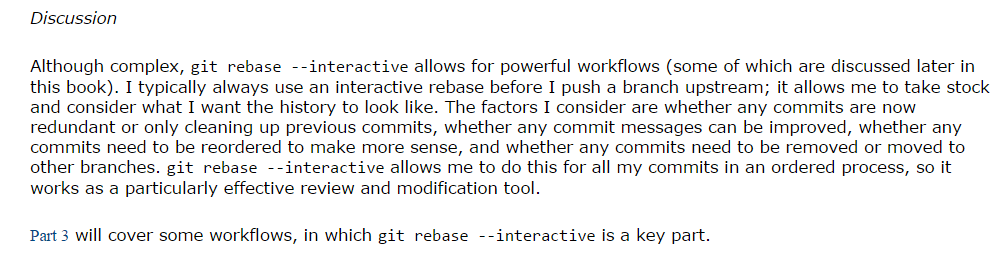 Discussion
Although complex, git rebase --interactive allows for powerful workflows (some of which are discussed later in
this book). I typically always use an interactive rebase before I push a branch upstream; it allows me to take stock
and consider what I want the history to look like. The factors I consider are whether any commits are now
redundant or only cleaning up previous commits, whether any commit messages can be improved, whether any
commits need to be reordered to make more sense, and whether any commits need to be removed or moved to
other branches. git rebase --interactive allows me to do this for all my commits in an ordered process, so it
works as a particularly effective review and modification tool.
Part 3 will cover some workflows, in which git rebase --interactive is a key part.